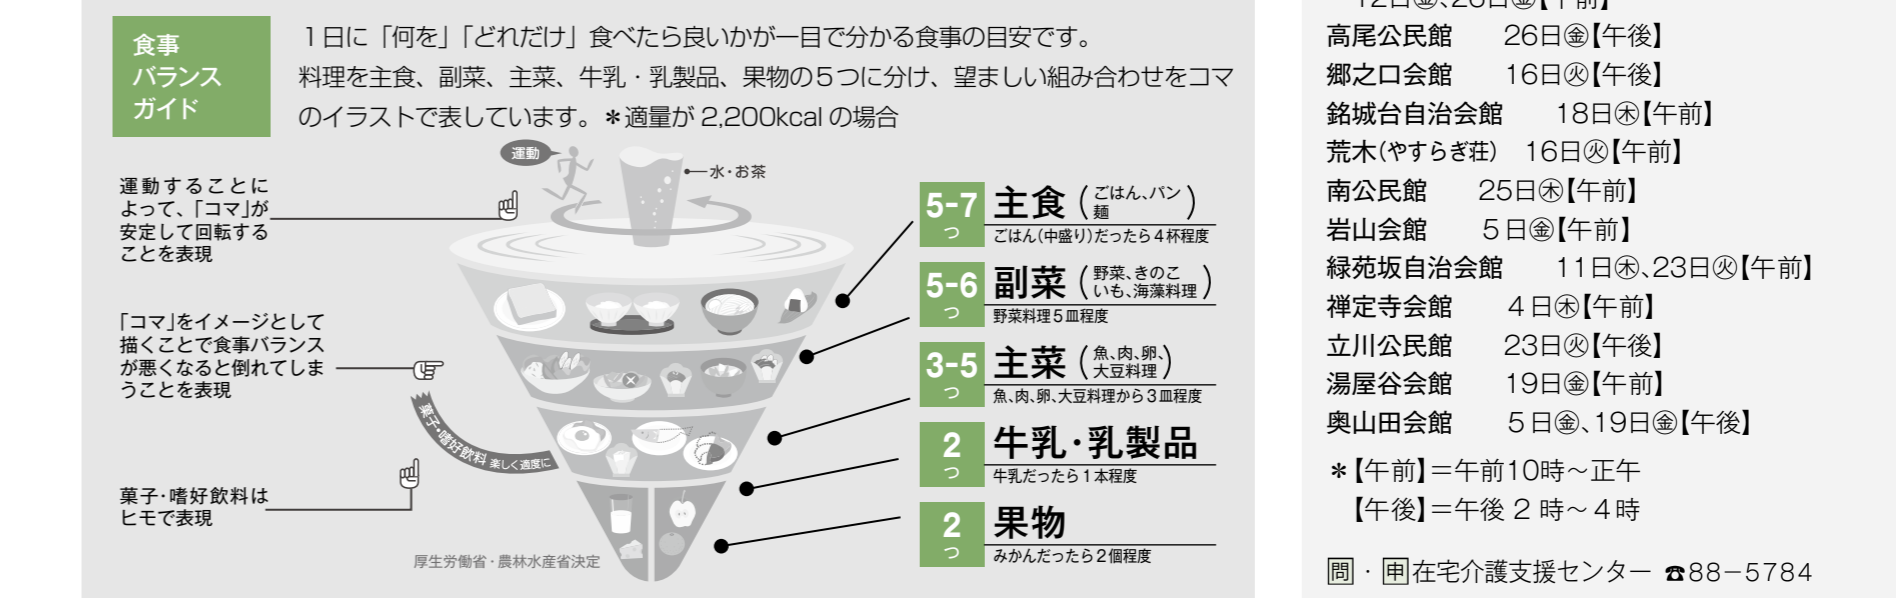 食事
バランス
ガイド
1日に「何を」「どれだけ」食べたら良いかが一目で分かる食事の目安です。
料理を主食、副菜、主菜、牛乳・乳製品、果物の5つに分け、望ましい組み合わせをコマ
のイラストで表しています。＊適量が 2,200kcal の場合
運動
水・お茶
運動することに
よって、「コマ」が
安定して回転する
ことを表現
「コマ」をイメージとして
描くことで食事バランス
が悪くなると倒れてしま
うことを表現
菓子・嗜好飲料 楽しく適度に
菓子・嗜好飲料は
ヒモで表現
厚生労働省・農林水産省決定
5-7つ 主食（ごはん、パン
麺）
ごはん（中盛り）だったら4杯程度
5-6つ 副菜（野菜、きのこ
いも、海藻料理）
野菜料理5皿程度
3-5つ 主菜（魚、肉、卵、
大豆料理）
魚、肉、卵、大豆料理から3皿程度
2つ 牛乳・乳製品
牛乳だったら1本程度
2つ 果物
みかんだったら2個程度
12日㊎、26日㊎【午前】
高尾公民館　26日㊎【午後】
郷之口会館　16日㊋【午後】
銘城台自治会館　18日㊍【午前】
荒木（やすらぎ荘）　16日㊋【午前】
南公民館　25日㊍【午前】
岩山会館　5日㊎【午前】
緑苑坂自治会館　11日㊍、23日㊋【午前】
禅定寺会館　4日㊍【午前】
立川公民館　23日㊋【午後】
湯屋谷会館　19日㊎【午前】
奥山田会館　5日㊎、19日㊎【午後】
＊【午前】＝午前10時～正午
【午後】＝午後 2 時～ 4 時
問・申在宅介護支援センター ☎88－5784